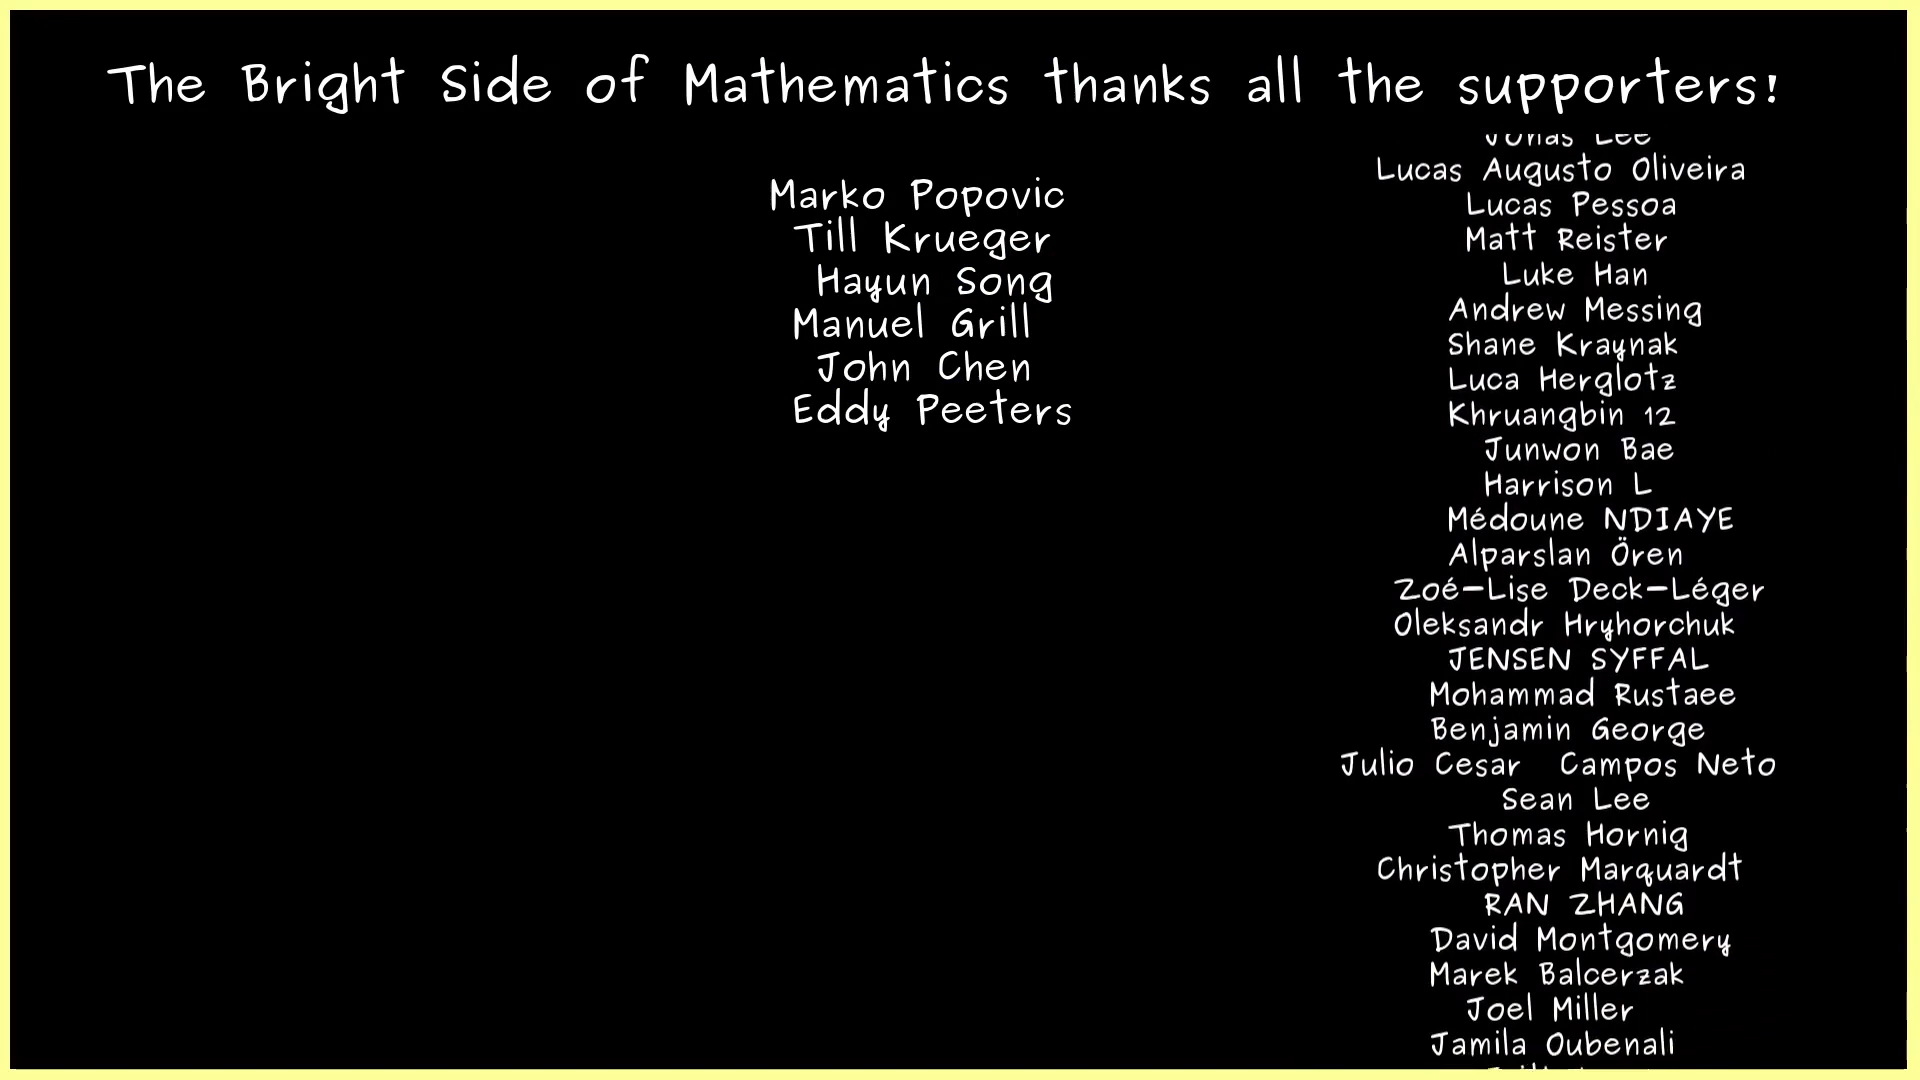 The Bright Side of Mathematics thanks all the supporters!
Marko Popovic
Till Krueger
Hayun Song
Manuel Grill
John Chen
Eddy Peeters
Jonas Lee
Lucas Augusto Oliveira
Lucas Pessoa
Matt Reister
Luke Han
Andrew Messing
Shane Kraynak
Luca Herglotz
Khruangbin 12
Junwon Bae
Harrison L
Médoune NDIAYE
Alparslan Ören
Zoé-Lise Deck-Léger
Oleksandr Hryhorchuk
JENSEN SYFFAL
Mohammad Rustaee
Benjamin George
Julio Cesar  Campos Neto
Sean Lee
Thomas Hornig
Christopher Marquardt
RAN ZHANG
David Montgomery
Marek Balcerzak
Joel Miller
Jamila Oubenali